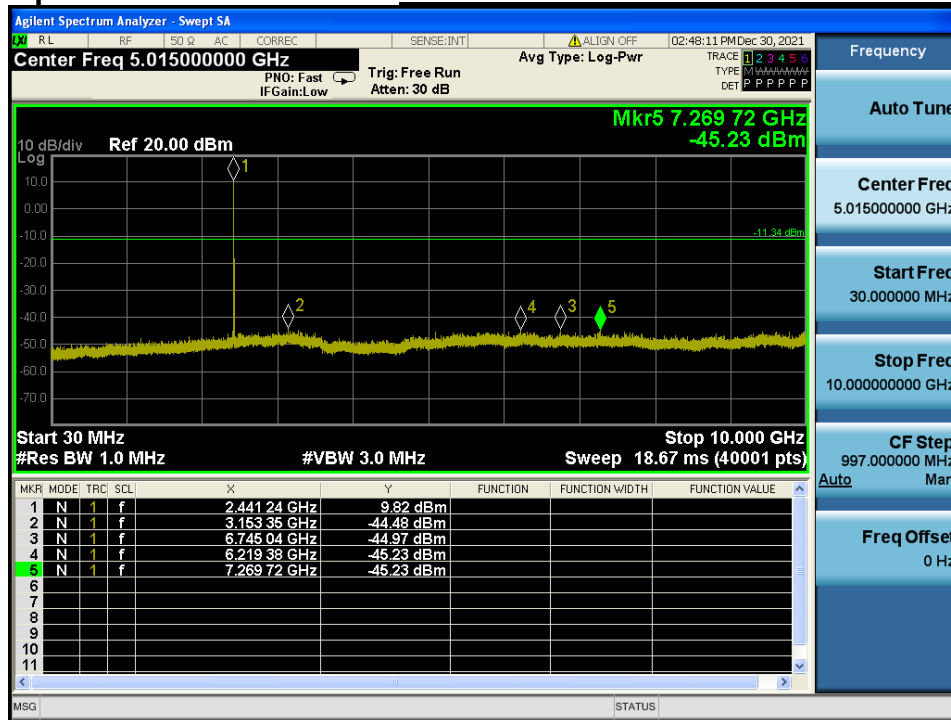 Agilent Spectrum Analyzer - Swept SA
LXI RL RF 50 Ω AC CORREC SENSE:INT ALIGN OFF 02:48:11 PM Dec 30, 2021
Center Freq 5.015000000 GHz
PNO: Fast
IFGain:Low
Trig: Free Run
Atten: 30 dB
Avg Type: Log-Pwr
TRACE 1 2 3 4 5 6
TYPE M W W W W W
DET P P P P P P
Mkr5 7.269 72 GHz
-45.23 dBm
10 dB/div Ref 20.00 dBm
Log
10.0
0.00
-10.0
-20.0
-30.0
-40.0
-50.0
-60.0
-70.0
1
-11.34 dBm
2
4
3
5
Start 30 MHz Stop 10.000 GHz
#Res BW 1.0 MHz #VBW 3.0 MHz Sweep 18.67 ms (40001 pts)
MKR MODE TRC SCL X Y FUNCTION FUNCTION WIDTH FUNCTION VALUE
1 N 1 f 2.441 24 GHz 9.82 dBm
2 N 1 f 3.153 35 GHz -44.48 dBm
3 N 1 f 6.745 04 GHz -44.97 dBm
4 N 1 f 6.219 38 GHz -45.23 dBm
5 N 1 f 7.269 72 GHz -45.23 dBm
6
7
8
9
10
11
MSG STATUS
Frequency
Auto Tune
Center Freq
5.015000000 GHz
Start Freq
30.000000 MHz
Stop Freq
10.000000000 GHz
CF Step
997.000000 MHz
Auto Man
Freq Offset
0 Hz